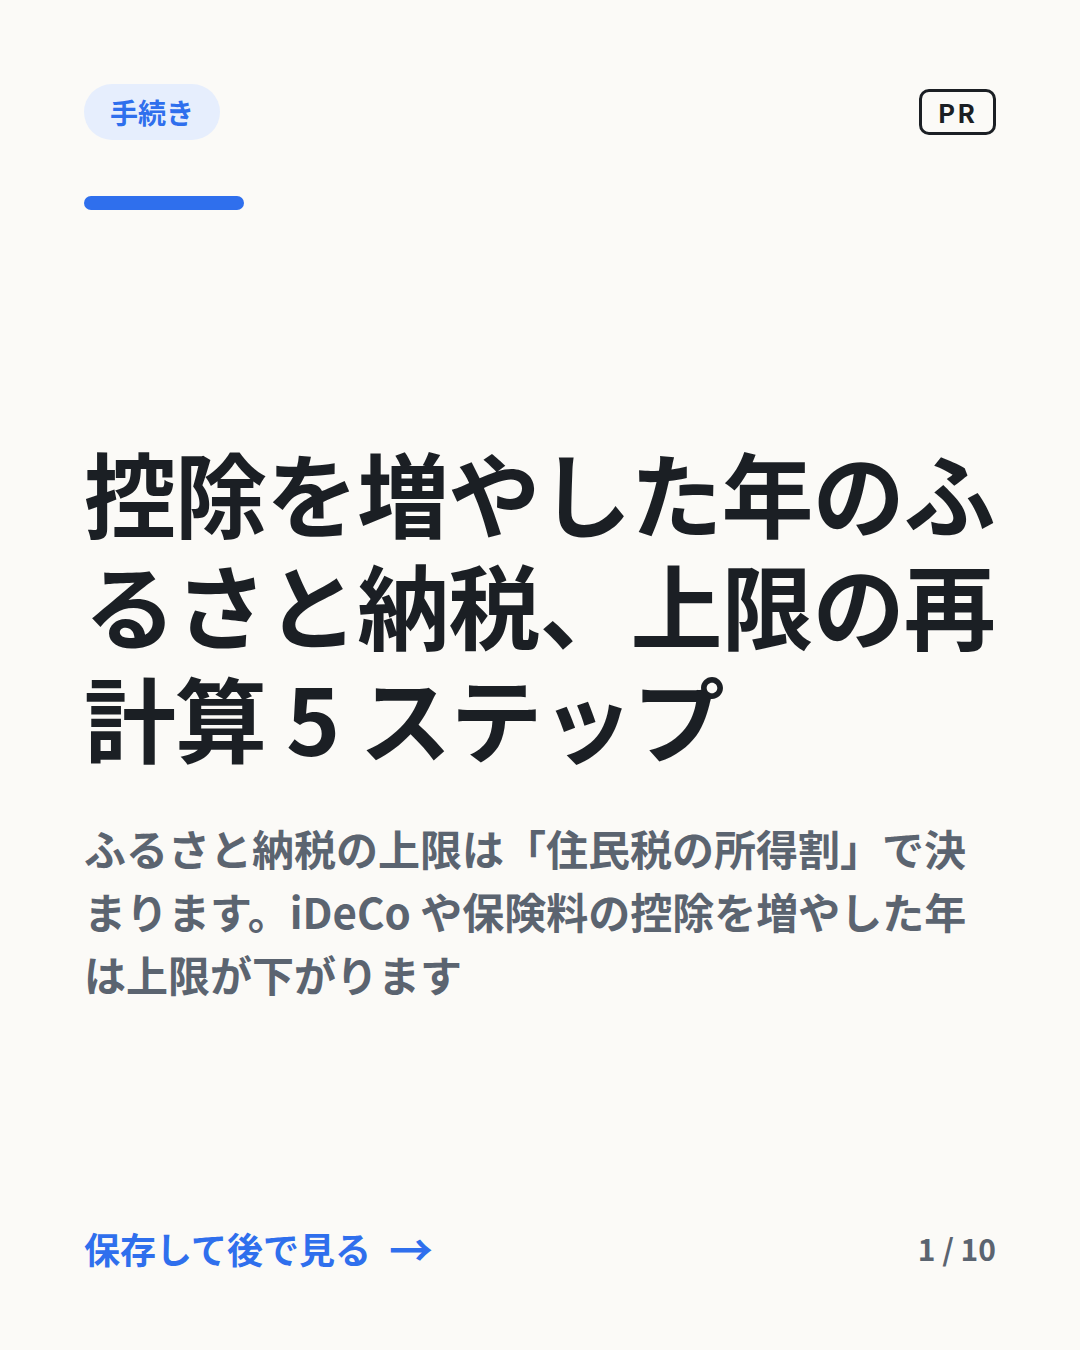 手続き
PR
控除を増やした年のふ
るさと納税、上限の再
計算 5 ステップ
ふるさと納税の上限は「住民税の所得割」で決
まります。iDeCo や保険料の控除を増やした年
は上限が下がります
保存して後で見る →
1 / 10